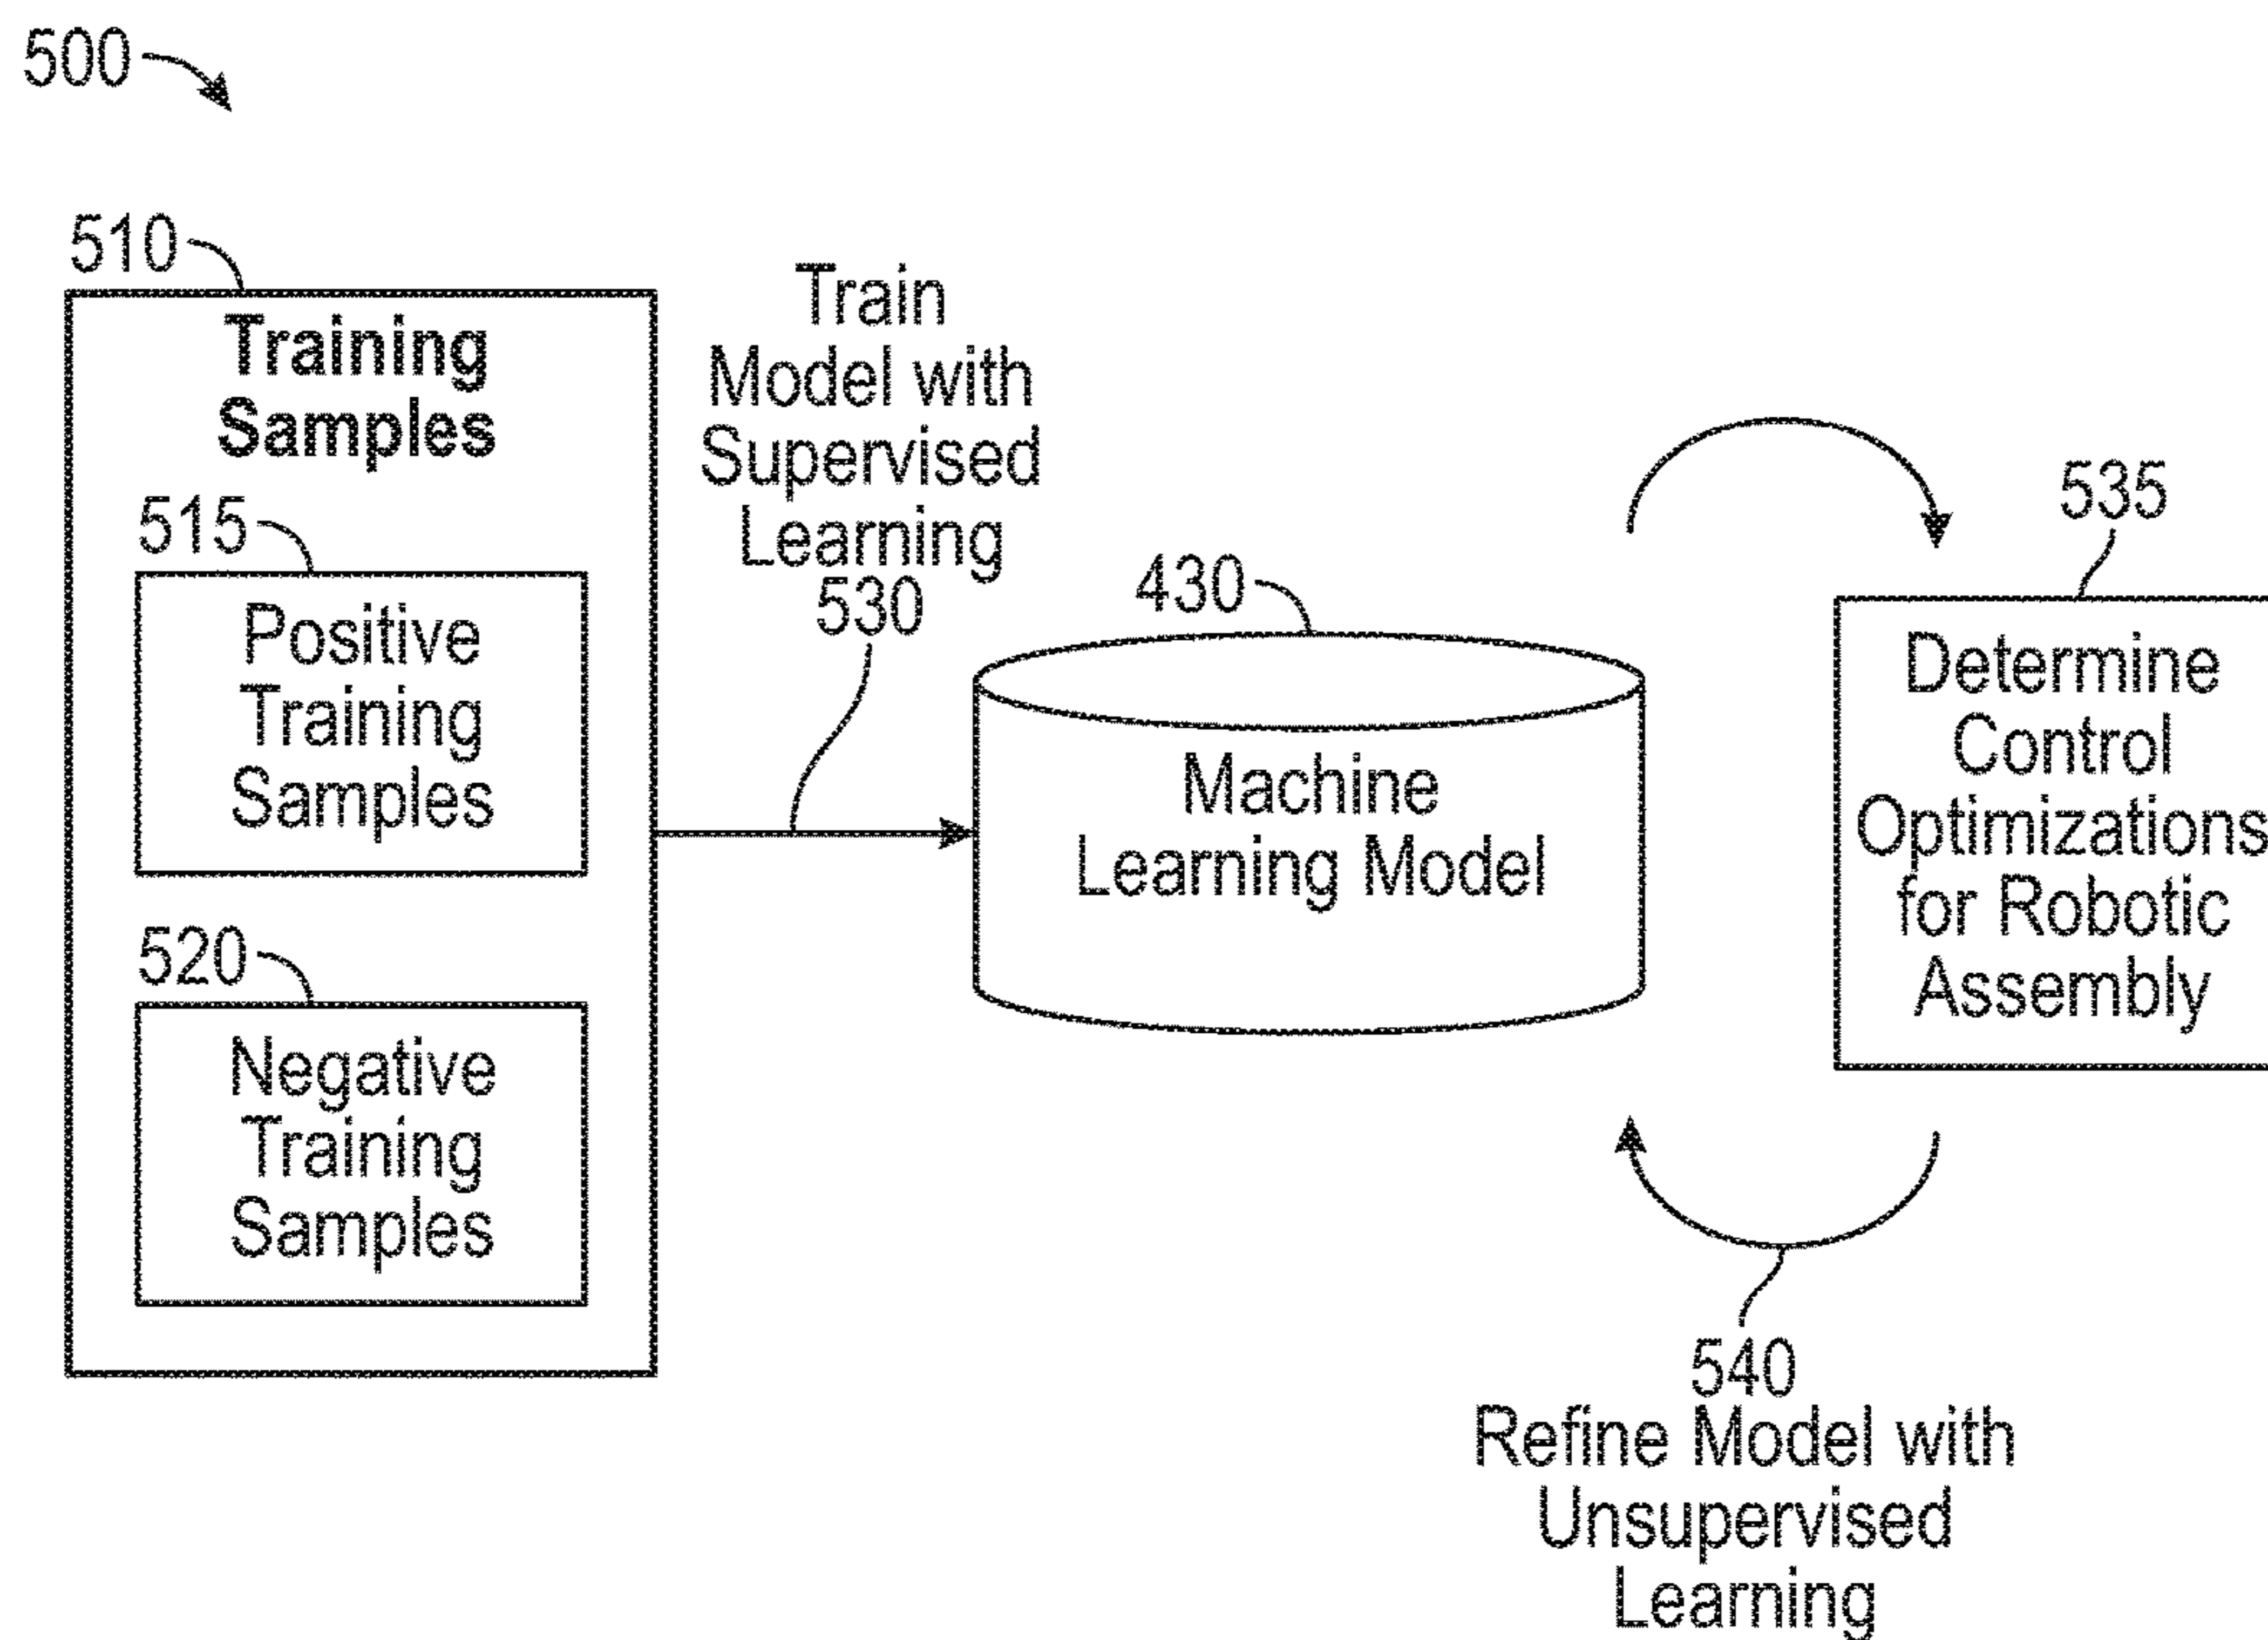 500
510
Training
Samples
515
Positive
Training
Samples
520
Negative
Training
Samples
Train
Model with
Supervised
Learning
530
430
Machine
Learning Model
535
Determine
Control
Optimizations
for Robotic
Assembly
540
Refine Model with
Unsupervised
Learning